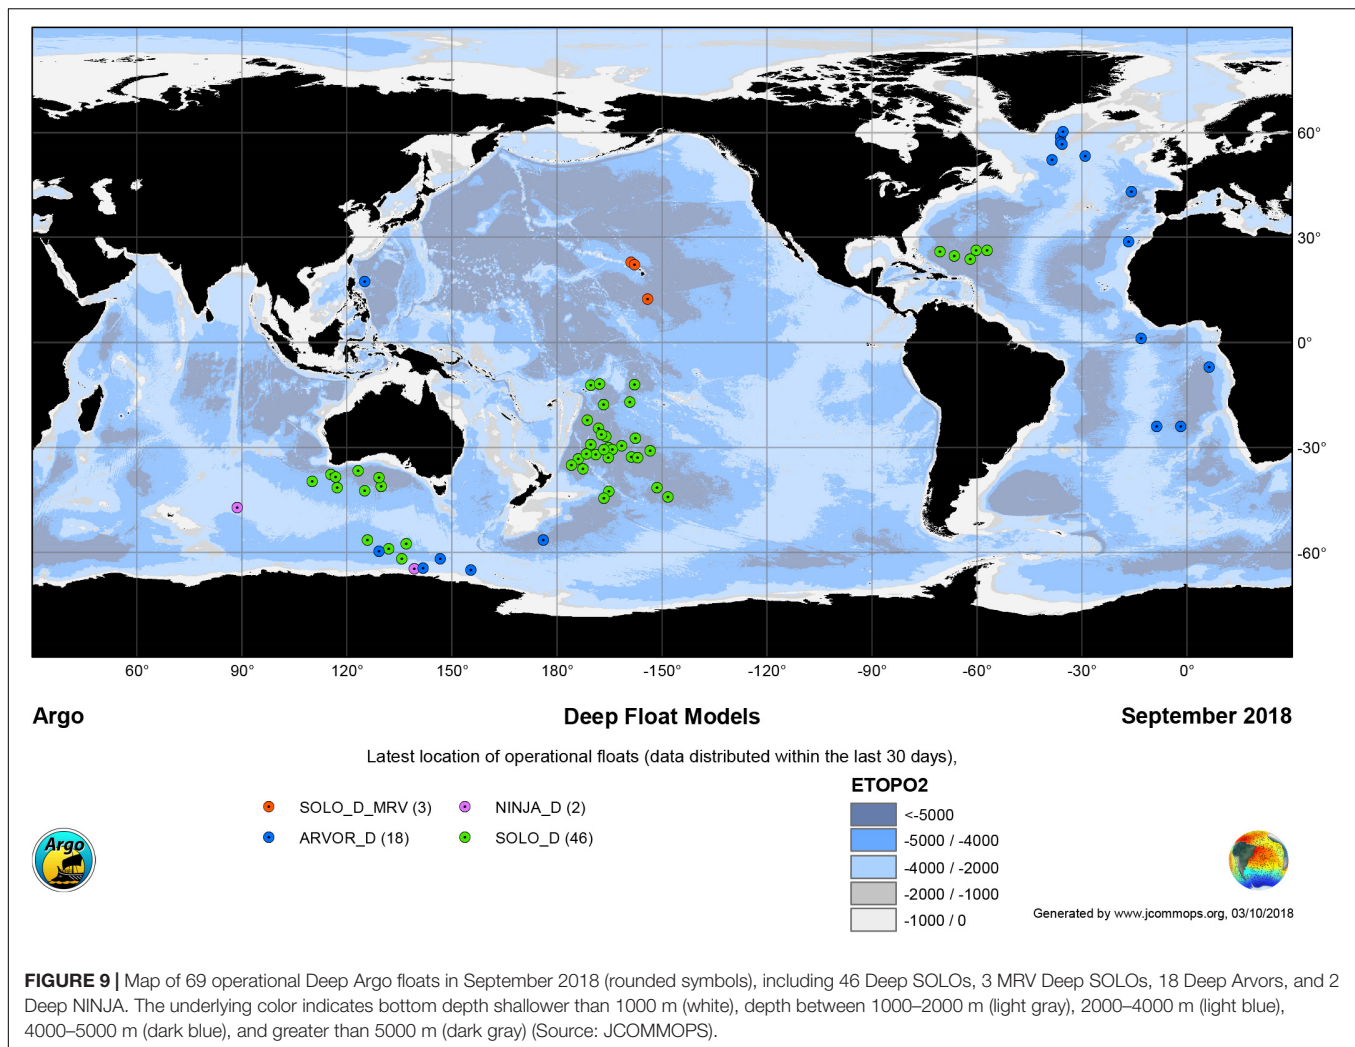 60°
30°
0°
-30°
-60°
60° 90° 120° 150° 180° -150° -120° -90° -60° -30° 0°
Argo Deep Float Models September 2018
Latest location of operational floats (data distributed within the last 30 days),
SOLO_D_MRV (3) NINJA_D (2)
ARVOR_D (18) SOLO_D (46)
ETOPO2
<-5000
-5000 / -4000
-4000 / -2000
-2000 / -1000
-1000 / 0
Argo
Generated by www.jcommops.org, 03/10/2018
FIGURE 9 | Map of 69 operational Deep Argo floats in September 2018 (rounded symbols), including 46 Deep SOLOs, 3 MRV Deep SOLOs, 18 Deep Arvors, and 2
Deep NINJA. The underlying color indicates bottom depth shallower than 1000 m (white), depth between 1000–2000 m (light gray), 2000–4000 m (light blue),
4000–5000 m (dark blue), and greater than 5000 m (dark gray) (Source: JCOMMOPS).